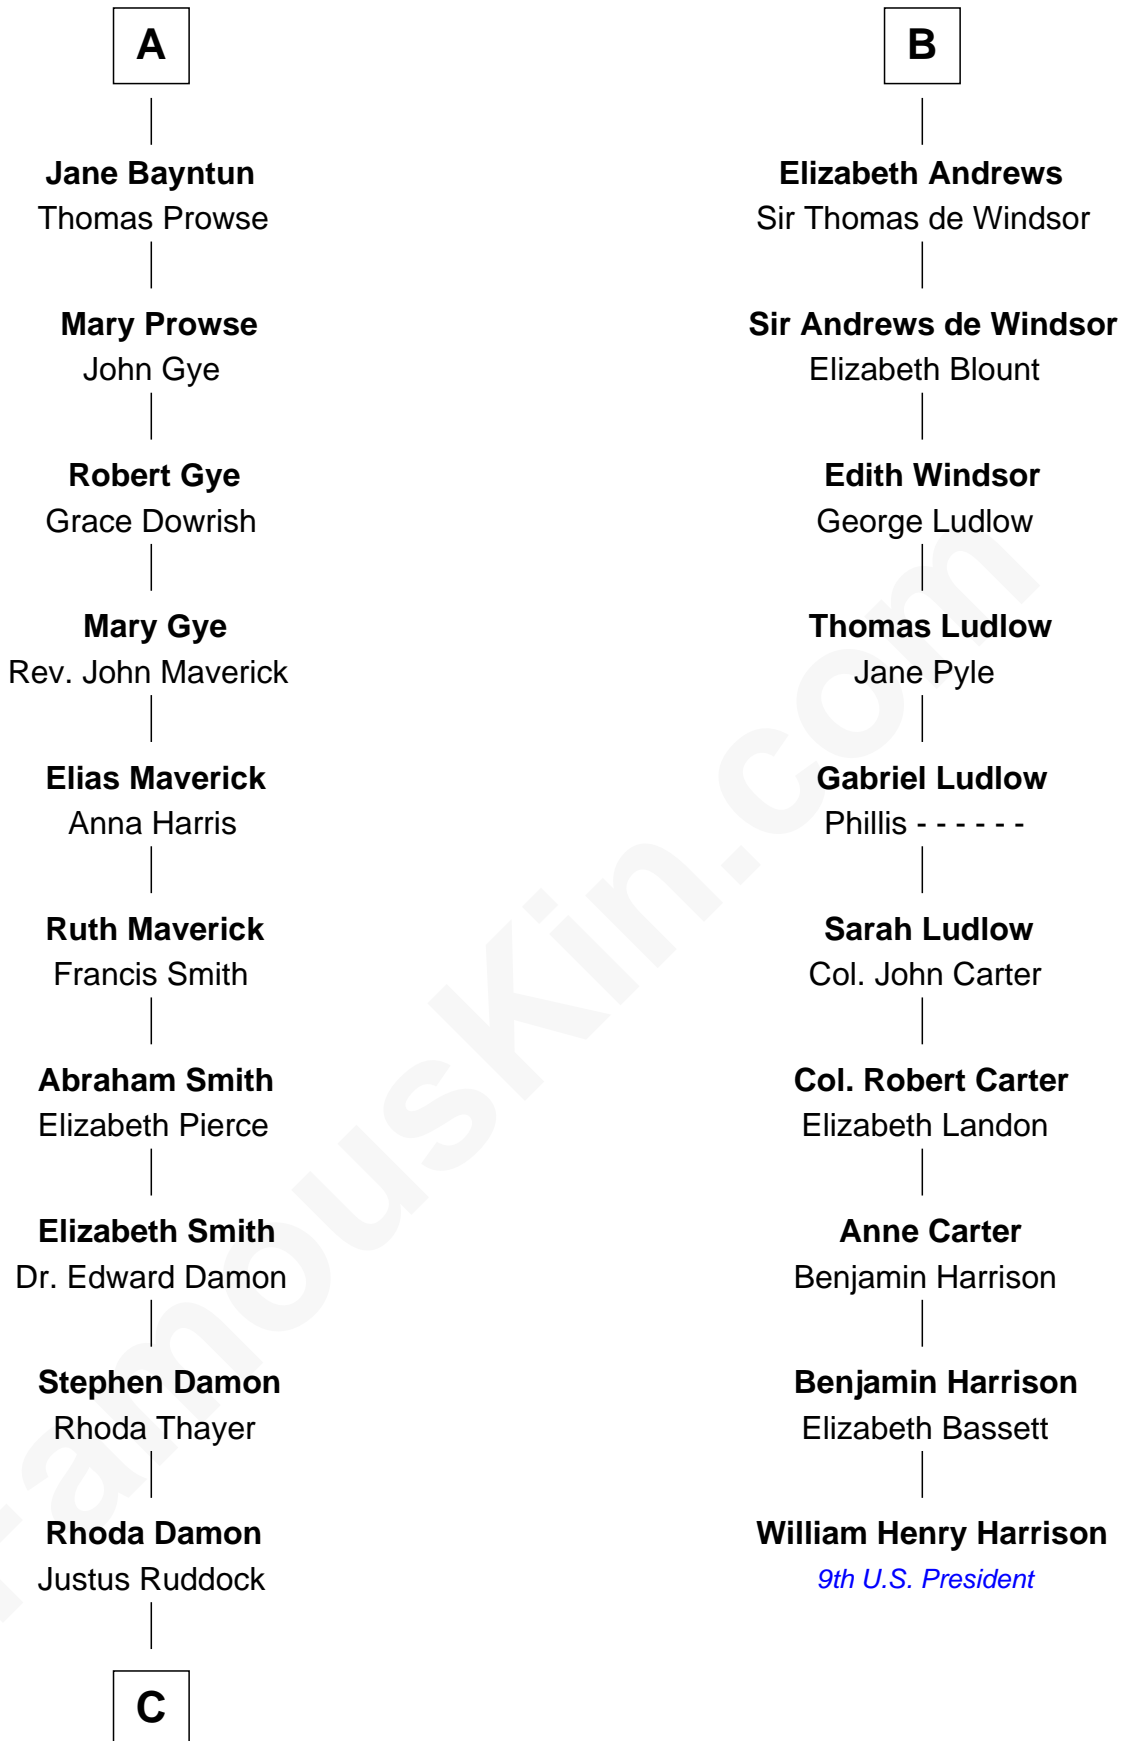 A
Jane Bayntun
Thomas Prowse
Mary Prowse
John Gye
Robert Gye
Grace Dowrish
Mary Gye
Rev. John Maverick
Elias Maverick
Anna Harris
Ruth Maverick
Francis Smith
Abraham Smith
Elizabeth Pierce
Elizabeth Smith
Dr. Edward Damon
Stephen Damon
Rhoda Thayer
Rhoda Damon
Justus Ruddock
C
B
Elizabeth Andrews
Sir Thomas de Windsor
Sir Andrews de Windsor
Elizabeth Blount
Edith Windsor
George Ludlow
Thomas Ludlow
Jane Pyle
Gabriel Ludlow
Phillis - - - - - -
Sarah Ludlow
Col. John Carter
Col. Robert Carter
Elizabeth Landon
Anne Carter
Benjamin Harrison
Benjamin Harrison
Elizabeth Bassett
William Henry Harrison
9th U.S. President
FamousKin.com